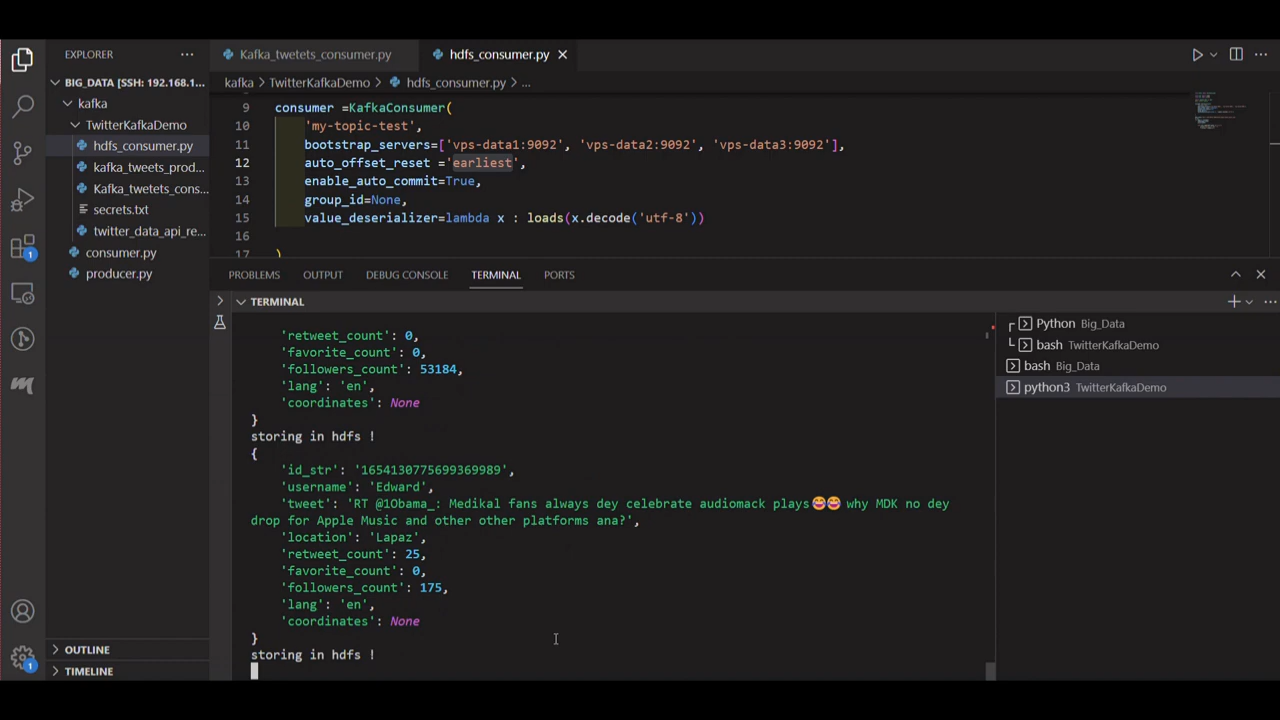 EXPLORER
BIG_DATA [SSH: 192.168.1...
kafka
TwitterKafkaDemo
hdfs_consumer.py
kafka_tweets_prod...
Kafka_twetets_cons...
secrets.txt
twitter_data_api_re...
consumer.py
producer.py
OUTLINE
TIMELINE
1
1
Kafka_twetets_consumer.py
hdfs_consumer.py
kafka > TwitterKafkaDemo > hdfs_consumer.py > ...
9 consumer =KafkaConsumer(
10 'my-topic-test',
11 bootstrap_servers=['vps-data1:9092', 'vps-data2:9092', 'vps-data3:9092'],
12 auto_offset_reset ='earliest',
13 enable_auto_commit=True,
14 group_id=None,
15 value_deserializer=lambda x : loads(x.decode('utf-8'))
16
17 )
PROBLEMS OUTPUT DEBUG CONSOLE TERMINAL PORTS
TERMINAL
'retweet_count': 0,
'favorite_count': 0,
'followers_count': 53184,
'lang': 'en',
'coordinates': None
}
storing in hdfs !
{
'id_str': '1654130775699369989',
'username': 'Edward',
'tweet': 'RT @1Obama_: Medikal fans always dey celebrate audiomack plays😂😂 why MDK no dey
drop for Apple Music and other other platforms ana?',
'location': 'Lapaz',
'retweet_count': 25,
'favorite_count': 0,
'followers_count': 175,
'lang': 'en',
'coordinates': None
}
storing in hdfs !
Python Big_Data
bash TwitterKafkaDemo
bash Big_Data
python3 TwitterKafkaDemo